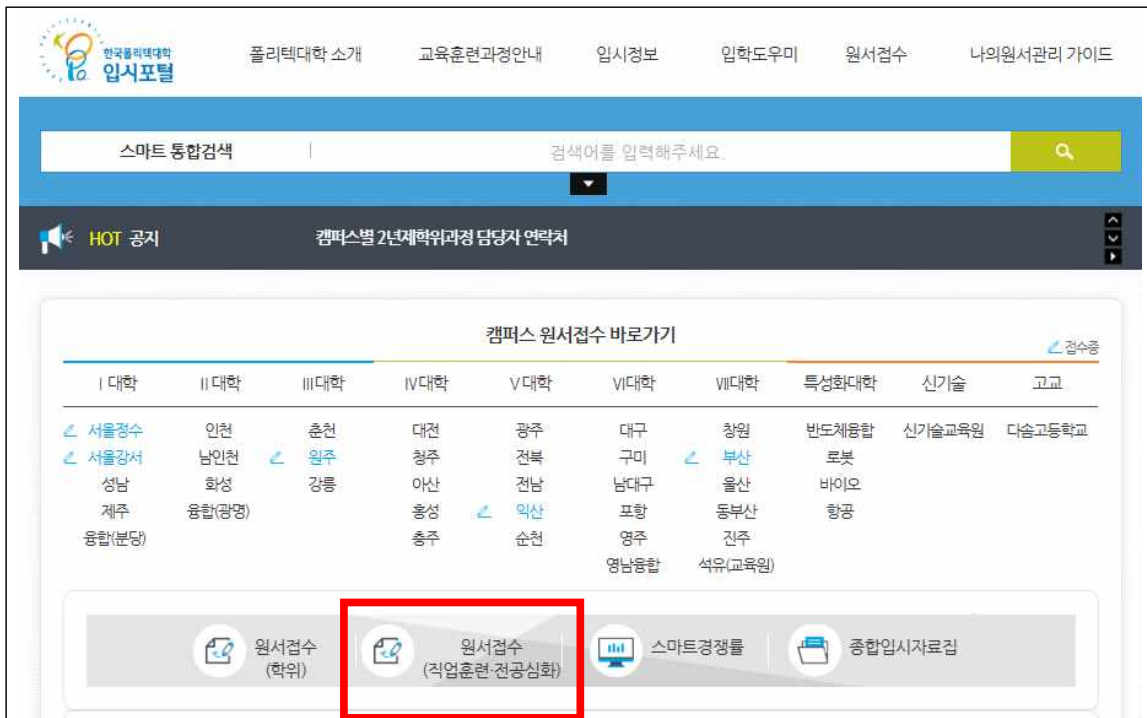 한국폴리텍대학
입시포털
폴리텍대학 소개 교육훈련과정안내 입시정보 입학도우미 원서접수 나의원서관리 가이드
스마트 통합검색 | 검색어를 입력해주세요.
HOT 공지 캠퍼스별 2년제학위과정 담당자 연락처
캠퍼스 원서접수 바로가기
접수중
I 대학 II 대학 III대학 IV대학 V대학 VI대학 VII대학 특성화대학 신기술 고교
서울정수 인천 춘천 대전 광주 대구 창원 반도체융합 신기술교육원 다솜고등학교
서울강서 남인천 원주 청주 전북 구미 부산 로봇
성남 화성 강릉 아산 전남 남대구 울산 바이오
제주 융합(광명) 홍성 익산 포항 동부산 항공
융합(분당) 충주 순천 영주 진주
영남융합 석유(교육원)
원서접수 원서접수 스마트경쟁률 종합입시자료집
(학위) (직업훈련·전공심화)